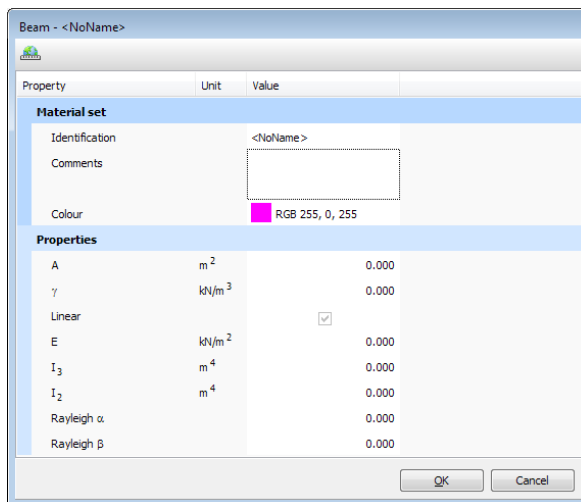 Beam - <NoName>
Property Unit Value
Material set
Identification <NoName>
Comments
Colour RGB 255, 0, 255
Properties
A m² 0.000
γ kN/m³ 0.000
Linear
E kN/m² 0.000
I₃ m⁴ 0.000
I₂ m⁴ 0.000
Rayleigh α 0.000
Rayleigh β 0.000
OK Cancel